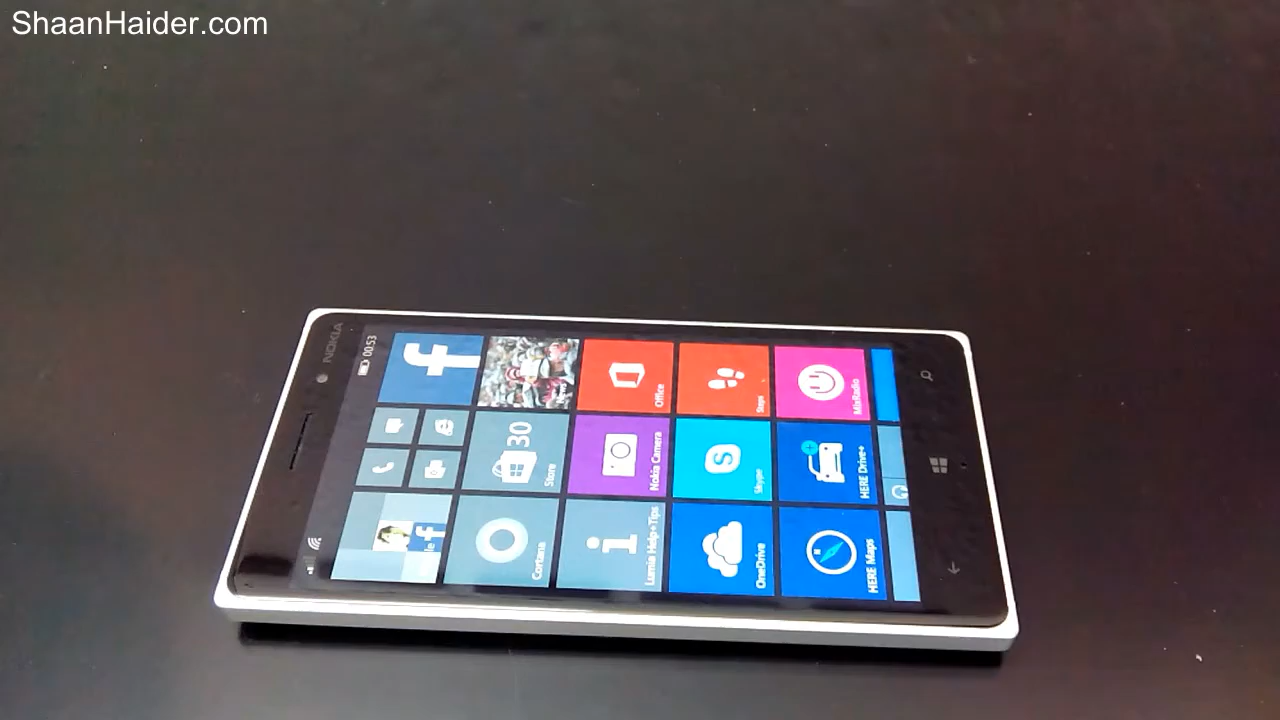 ShaanHaider.com
NOKIA
00:53
Office
Steps
MixRadio
30
Store
Nokia Camera
Skype
HERE Drive+
Cortana
Lumia Help+Tips
OneDrive
HERE Maps